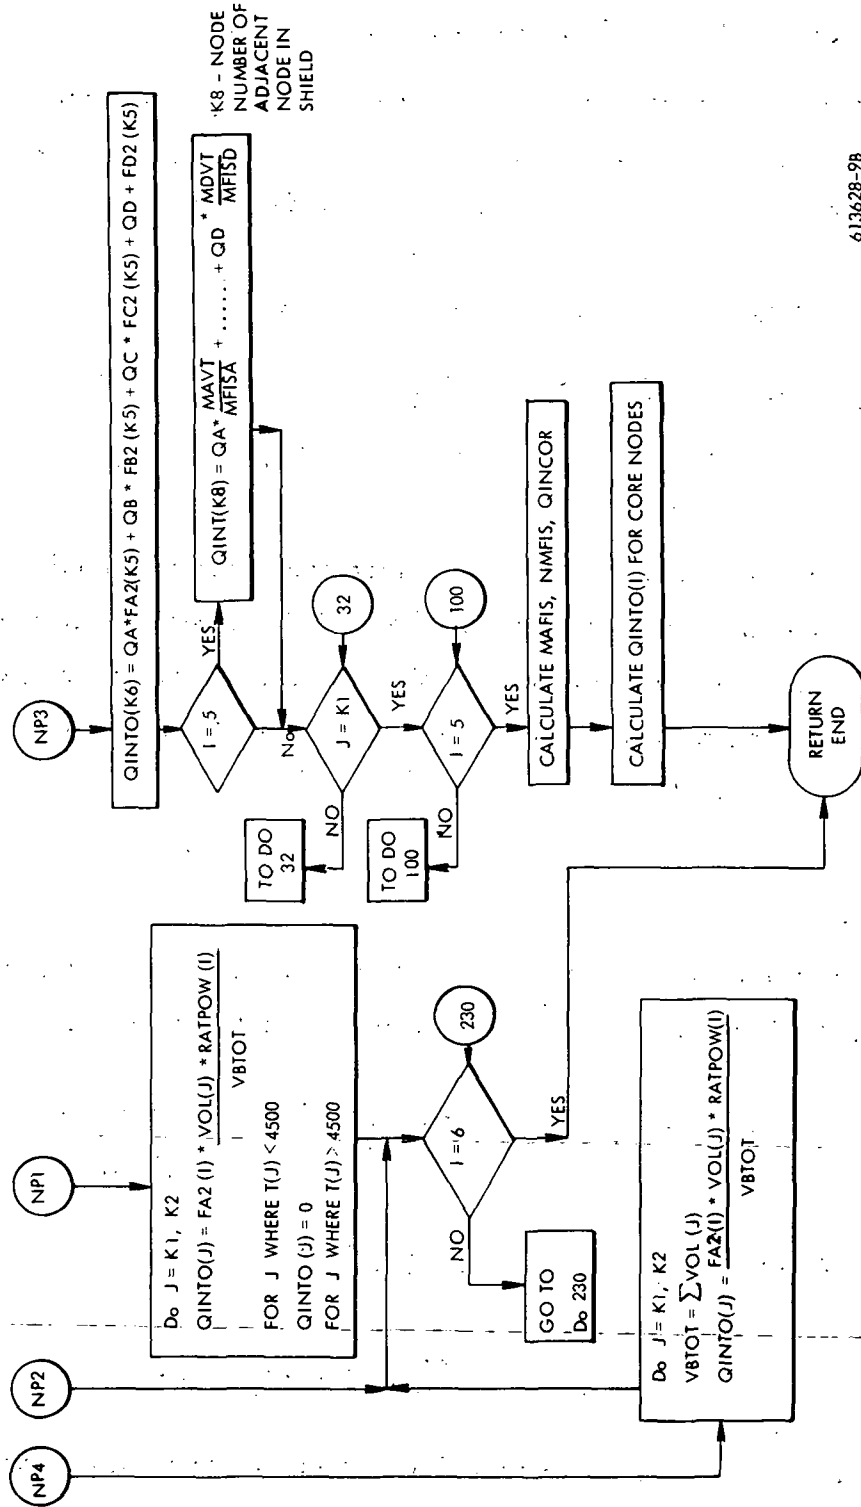 NP4
NP2
NP1
NP3
Do J = K1, K2
QINTO(J) = FA2 (I) * VOL(J) * RATPOW (I)
VBTOT
FOR J WHERE T(J) < 4500
QINTO (J) = 0
FOR J WHERE T(J) > 4500
I = 6
230
NO
YES
GO TO
Do 230
Do J = K1, K2
VBTOT = ∑VOL (J)
QINTO(J) = FA2(I) * VOL(J) * RATPOW(I)
VBTOT
QINTO(K6) = QA*FA2(K5) + QB * FB2 (K5) + QC * FC2 (K5) + QD + FD2 (K5)
I = 5
YES
No
QINT(K8) = QA* MAVT + ...... + QD * MDVT
MFISA MFISD
K8 - NODE
NUMBER OF
ADJACENT
NODE IN
SHIELD
J = K1
32
NO
YES
TO DO
32
I = 5
100
NO
YES
TO DO
100
CALCULATE MAFIS, NMFIS, QINCOR
CALCULATE QINTO(I) FOR CORE NODES
RETURN
END
613628-9B